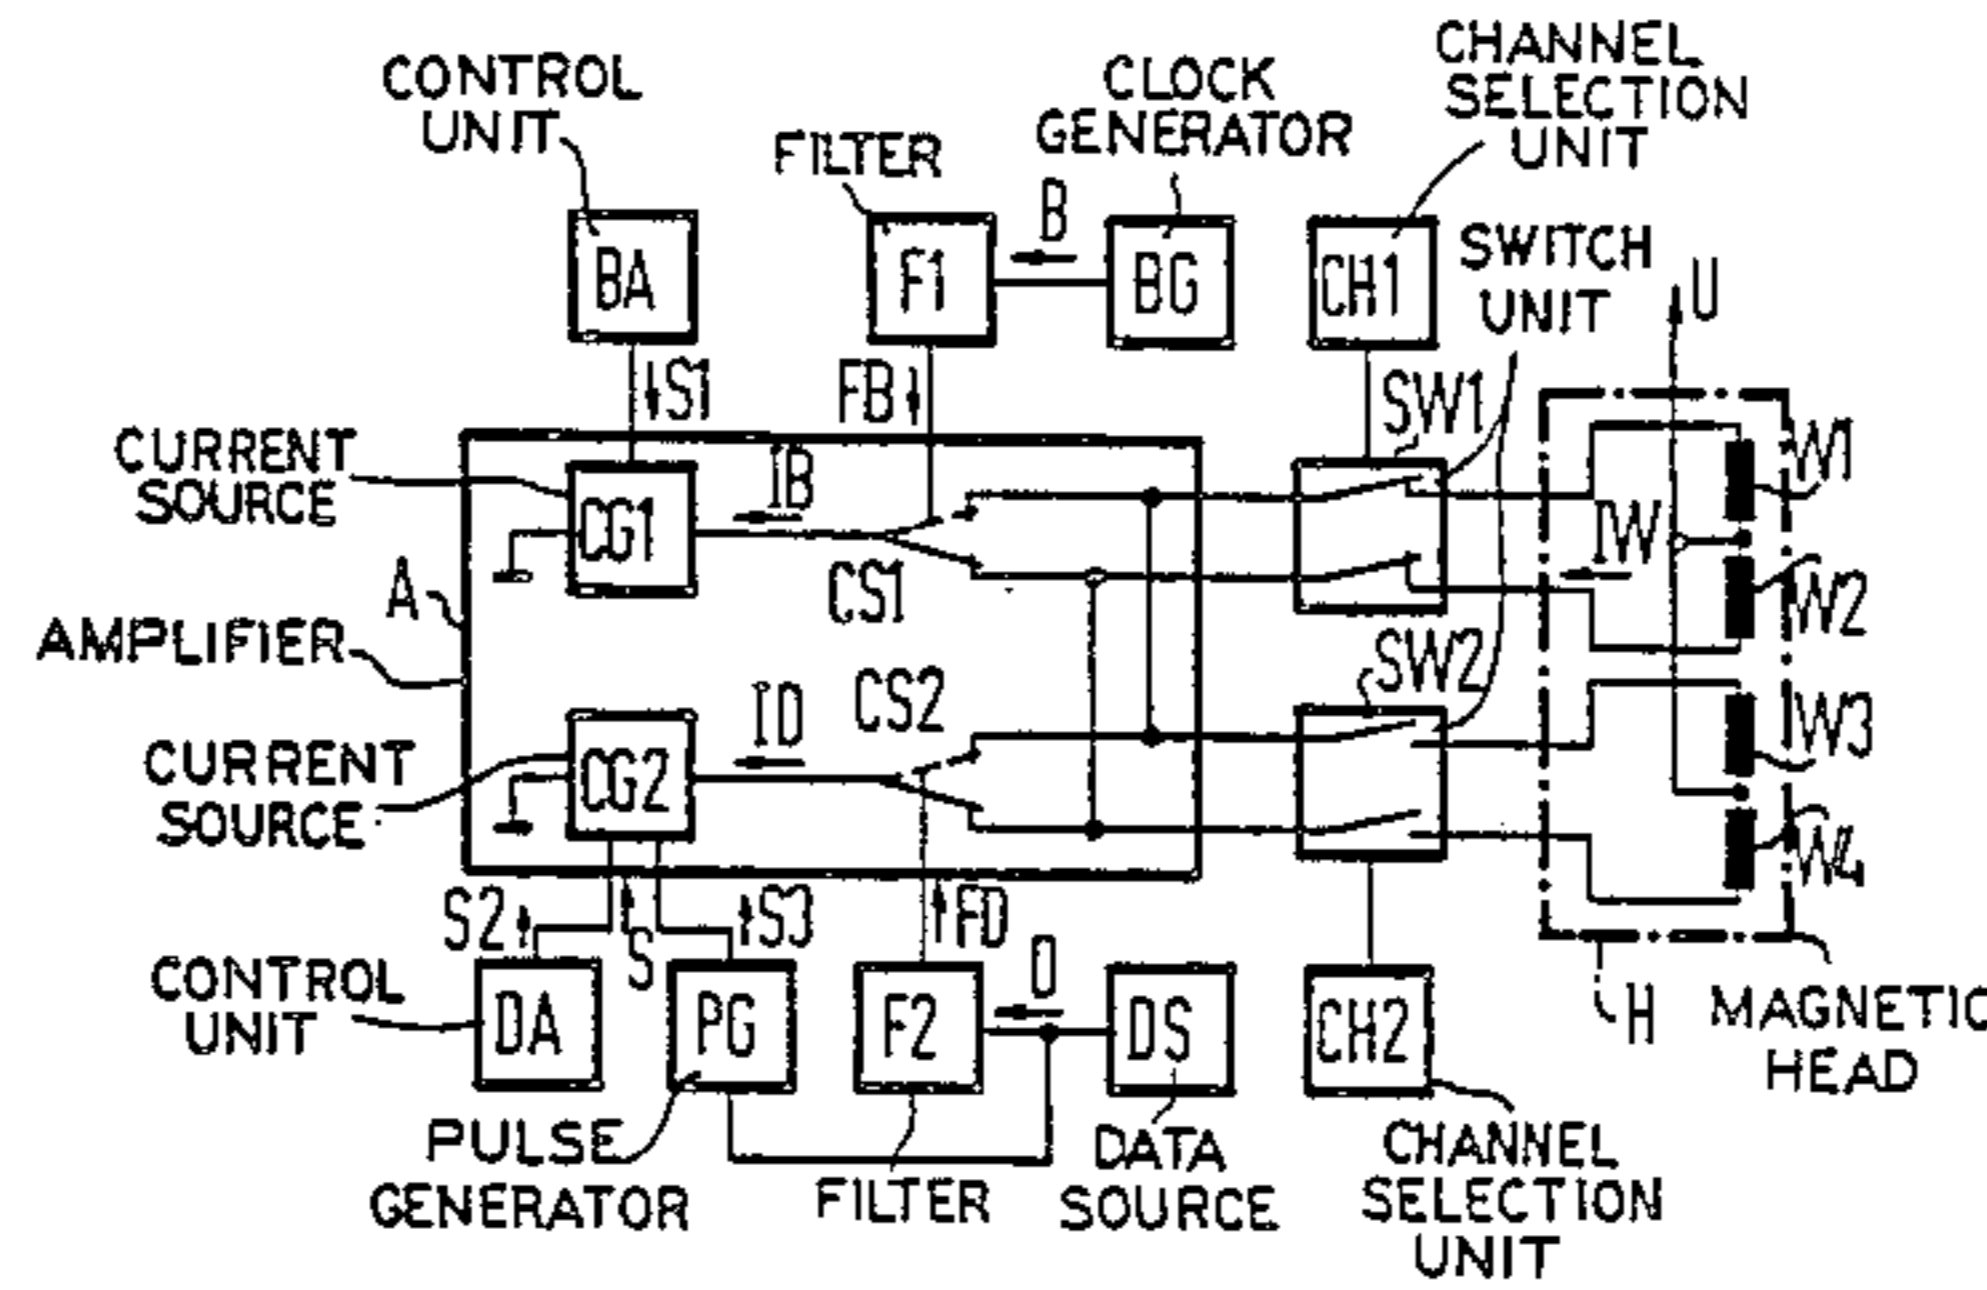 CONTROL
UNIT
FILTER
CLOCK
GENERATOR
CHANNEL
SELECTION
UNIT
SWITCH
UNIT
BA
F1
B
BG
CH1
U
S1
FB
SW1
W1
CURRENT
SOURCE
CG1
IB
CS1
IW
A
AMPLIFIER
W2
SW2
CS2
ID
W3
CURRENT
SOURCE
CG2
W4
S2
S
S3
FD
D
CONTROL
UNIT
DA
PG
F2
DS
CH2
H
MAGNETIC
HEAD
PULSE
GENERATOR
FILTER
DATA
SOURCE
CHANNEL
SELECTION
UNIT